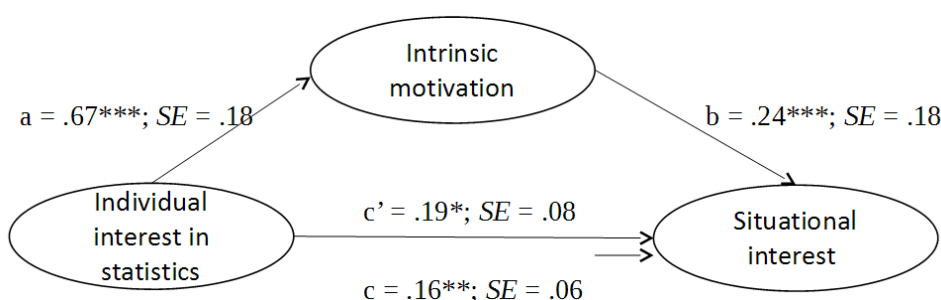 Intrinsic
motivation
a = .67***; SE = .18
b = .24***; SE = .18
Individual
interest in
statistics
c’ = .19*; SE = .08
Situational
interest
c = .16**; SE = .06